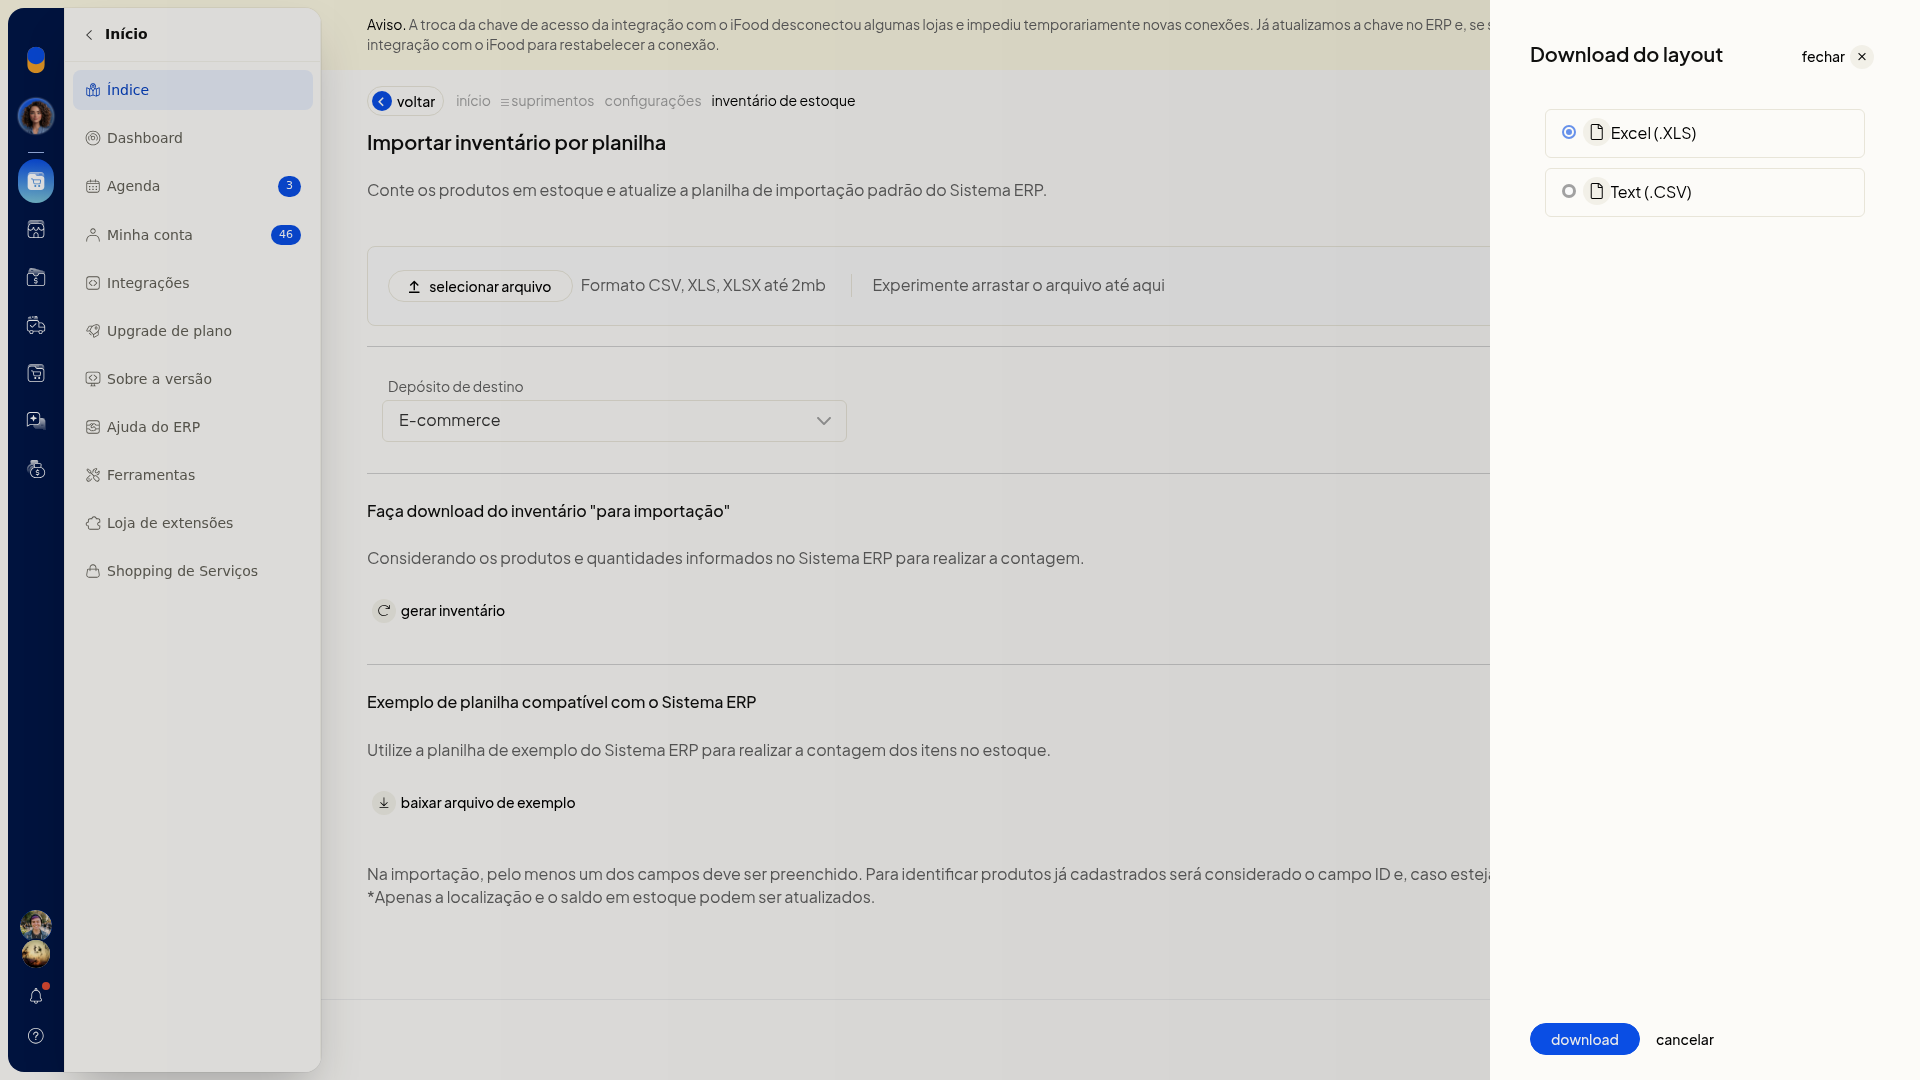 Início
Índice
Dashboard
Agenda 3
Minha conta 46
Integrações
Upgrade de plano
Sobre a versão
Ajuda do ERP
Ferramentas
Loja de extensões
Shopping de Serviços
Aviso. A troca da chave de acesso da integração com o iFood desconectou algumas lojas e impediu temporariamente novas conexões. Já atualizamos a chave no ERP e, se
integração com o iFood para restabelecer a conexão.
voltar início suprimentos configurações inventário de estoque
Importar inventário por planilha
Conte os produtos em estoque e atualize a planilha de importação padrão do Sistema ERP.
selecionar arquivo Formato CSV, XLS, XLSX até 2mb Experimente arrastar o arquivo até aqui
Depósito de destino
E-commerce
Faça download do inventário "para importação"
Considerando os produtos e quantidades informados no Sistema ERP para realizar a contagem.
gerar inventário
Exemplo de planilha compatível com o Sistema ERP
Utilize a planilha de exemplo do Sistema ERP para realizar a contagem dos itens no estoque.
baixar arquivo de exemplo
Na importação, pelo menos um dos campos deve ser preenchido. Para identificar produtos já cadastrados será considerado o campo ID e, caso
*Apenas a localização e o saldo em estoque podem ser atualizados.
Download do layout
fechar
Excel (.XLS)
Text (.CSV)
download cancelar